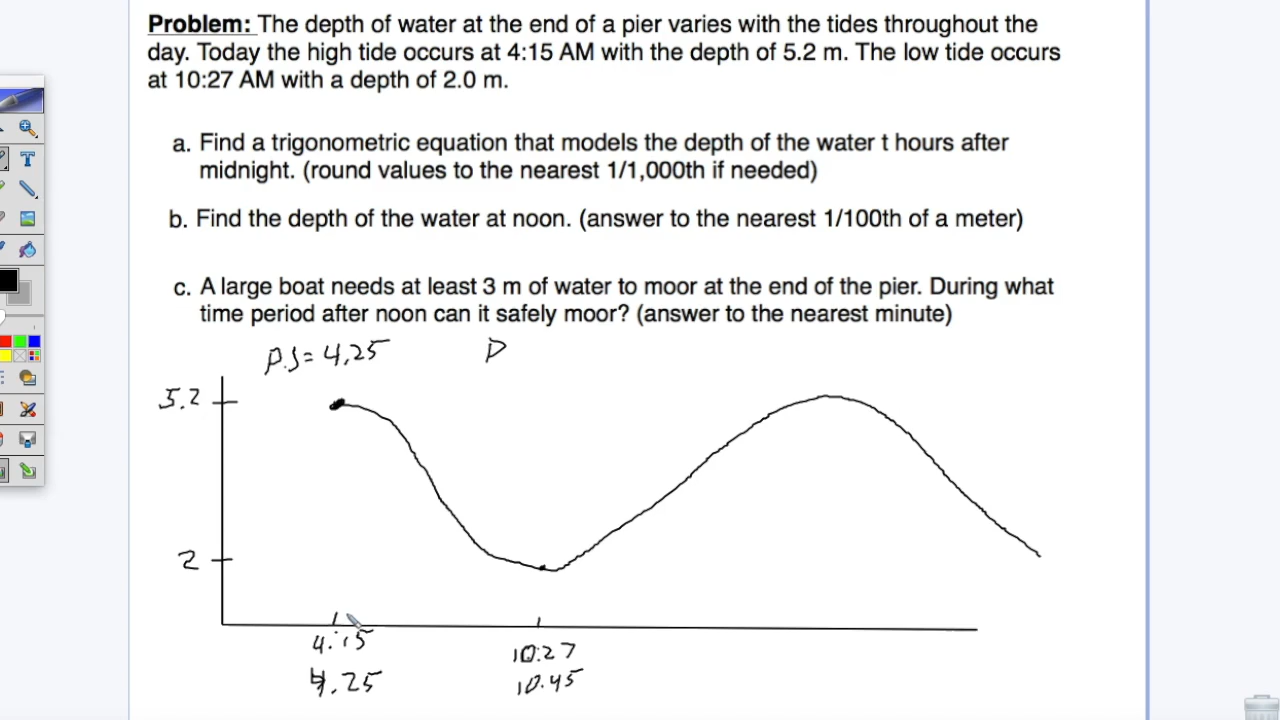 Problem: The depth of water at the end of a pier varies with the tides throughout the
day. Today the high tide occurs at 4:15 AM with the depth of 5.2 m. The low tide occurs
at 10:27 AM with a depth of 2.0 m.
a. Find a trigonometric equation that models the depth of the water t hours after
midnight. (round values to the nearest 1/1,000th if needed)
b. Find the depth of the water at noon. (answer to the nearest 1/100th of a meter)
c. A large boat needs at least 3 m of water to moor at the end of the pier. During what
time period after noon can it safely moor? (answer to the nearest minute)
P.S= 4.25 P
5.2
2
4:15 10:27
4.25 10.45